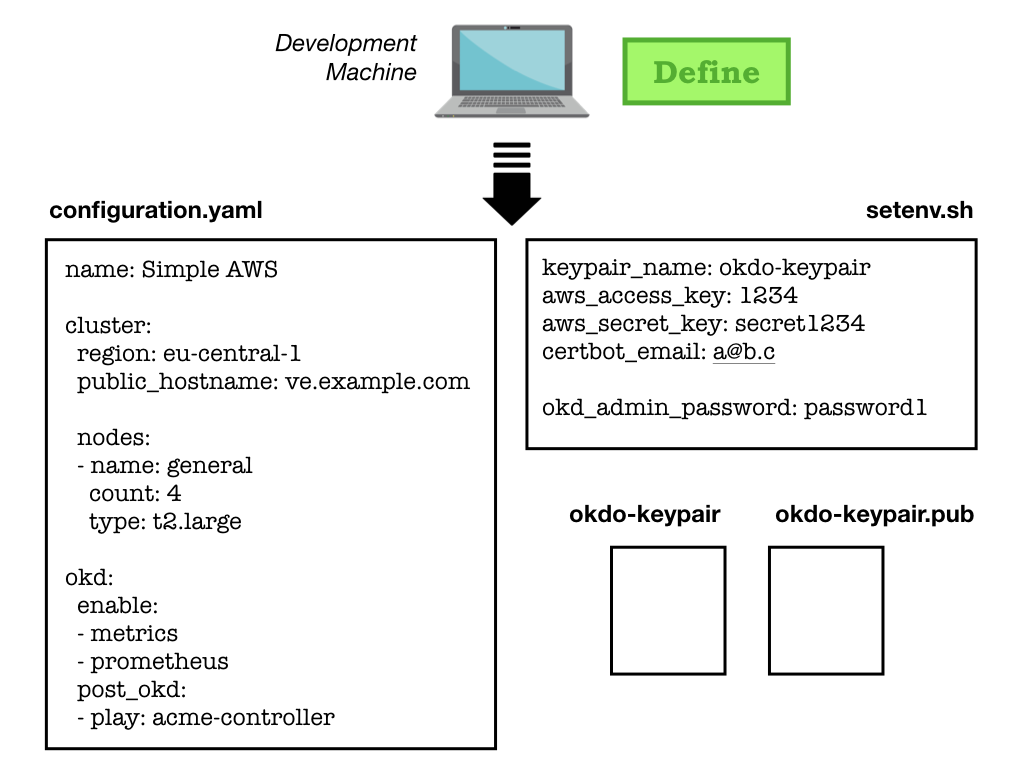 Development
Machine
Define
configuration.yaml
name: Simple AWS
cluster:
region: eu-central-1
public_hostname: ve.example.com
nodes:
- name: general
count: 4
type: t2.large
okd:
enable:
- metrics
- prometheus
post_okd:
- play: acme-controller
setenv.sh
keypair_name: okdo-keypair
aws_access_key: 1234
aws_secret_key: secret1234
certbot_email: a@b.c
okd_admin_password: password1
okdo-keypair
okdo-keypair.pub